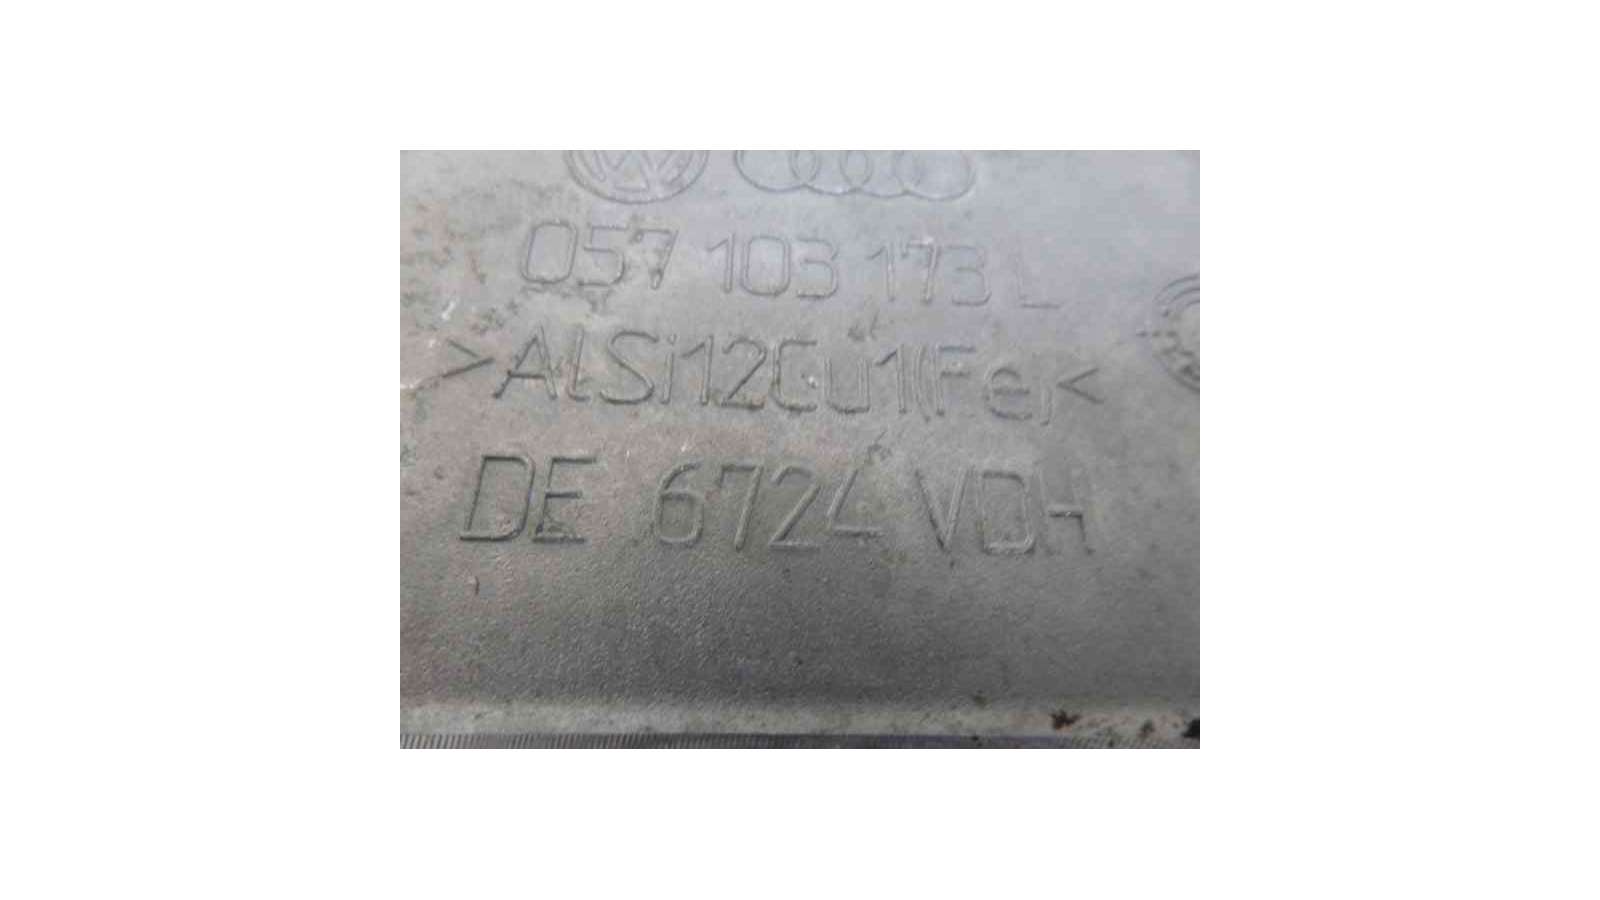 057 103 173 L
>AlSi12Cu1(Fe)<
DE 6724 VDH